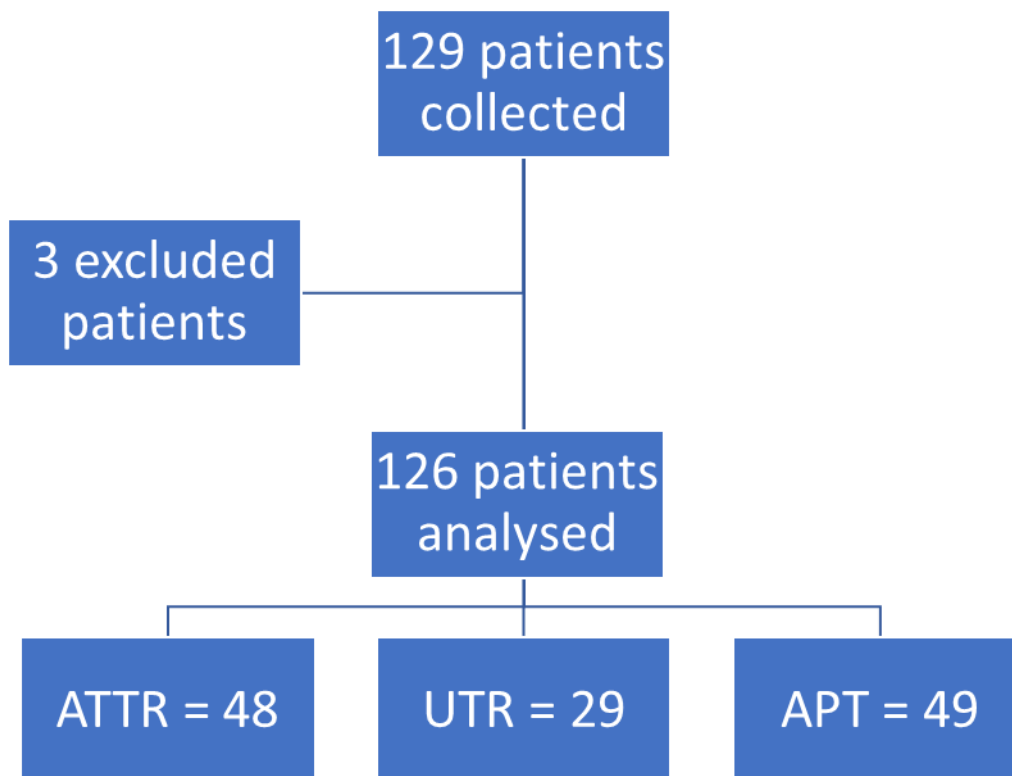 129 patients
collected
3 excluded
patients
126 patients
analysed
ATTR = 48
UTR = 29
APT = 49